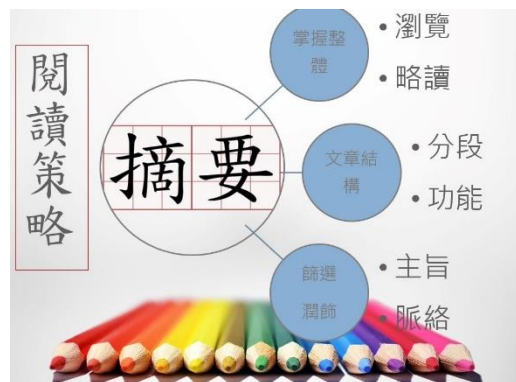 閱讀策略
摘要
掌握整
體
• 瀏覽
• 略讀
文章結
構
• 分段
• 功能
篩選
潤飾
• 主旨
• 脈絡